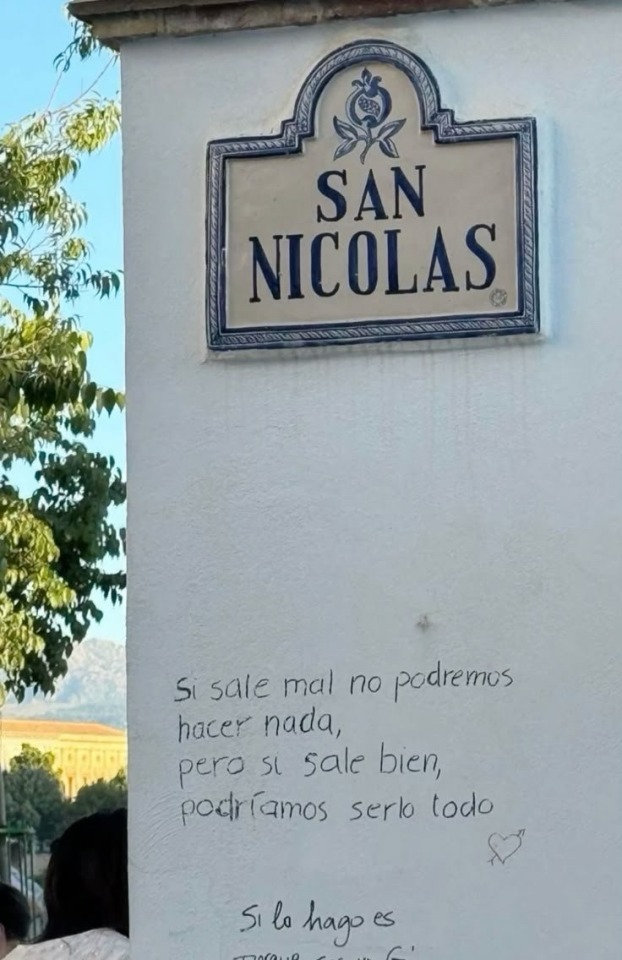 SAN
NICOLAS
Si sale mal no podremos
hacer nada,
pero si sale bien,
podríamos serlo todo
Si lo hago es